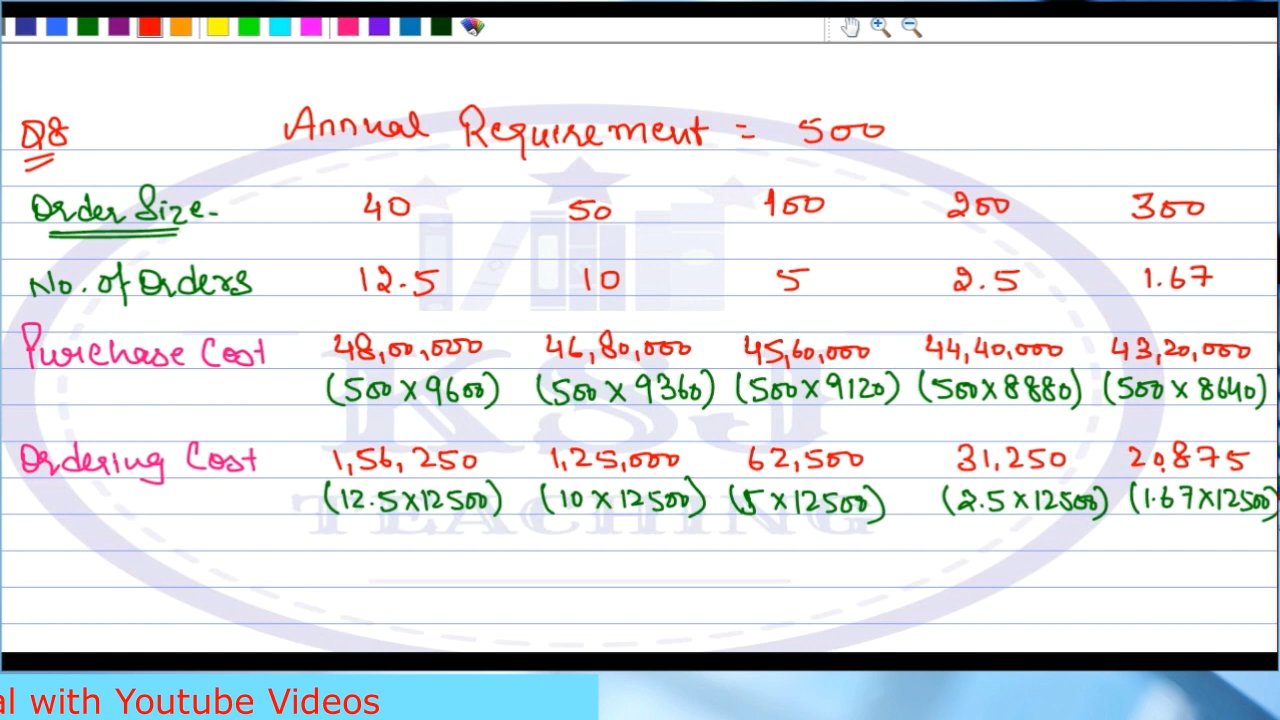 Q8 Annual Requirement = 500
Order Size- 40 50 100 200 300
No. of Orders 12.5 10 5 2.5 1.67
Purchase Cost 48,00,000 46,80,000 45,60,000 44,40,000 43,20,000
(500 x 9600) (500 x 9360) (500 x 9120) (500 x 8880) (500 x 8640)
Ordering Cost 1,56,250 1,25,000 62,500 31,250 20,875
(12.5 x 12500) (10 x 12500) (5 x 12500) (2.5 x 12500) (1.67 x 12500)
KSJ
TEACHING
al with Youtube Videos